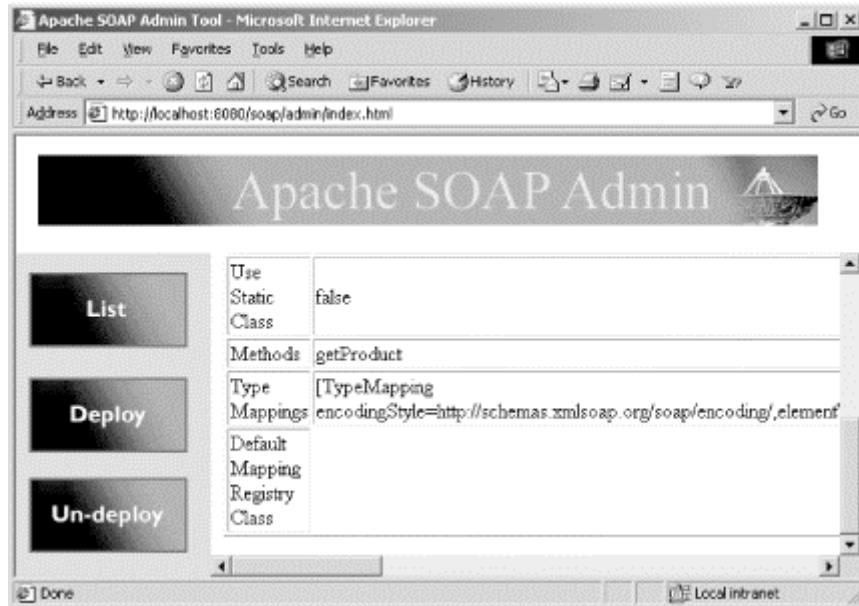 Apache SOAP Admin Tool - Microsoft Internet Explorer
File Edit View Favorites Tools Help
Back Search Favorites History
Address http://localhost:8080/soap/admin/index.html Go
Apache SOAP Admin
List
Deploy
Un-deploy
Use
Static
Class
false
Methods getProduct
Type
Mappings
[TypeMapping
encodingStyle=http://schemas.xmlsoap.org/soap/encoding/,element
Default
Mapping
Registry
Class
Done Local intranet